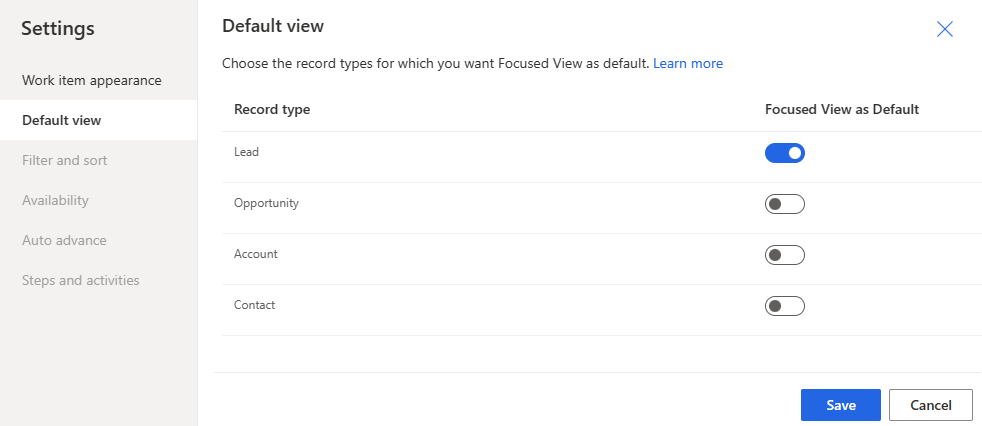 Settings
Work item appearance
Default view
Filter and sort
Availability
Auto advance
Steps and activities
Default view
Choose the record types for which you want Focused View as default. Learn more
Record type Focused View as Default
Lead
Opportunity
Account
Contact
Save Cancel